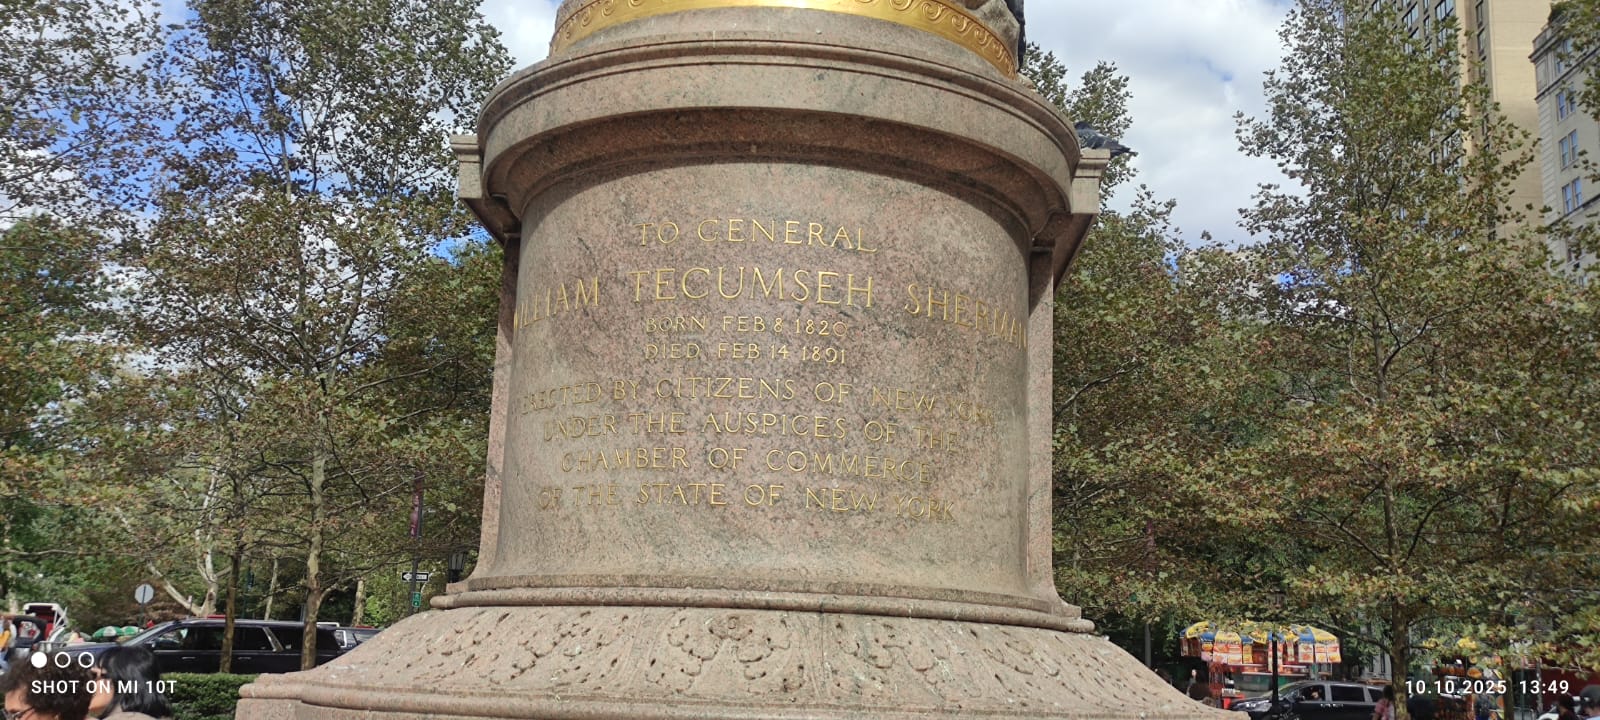 TO GENERAL
WILLIAM TECUMSEH SHERMAN
BORN FEB 8 1820
DIED FEB 14 1891
ERECTED BY CITIZENS OF NEW YORK
UNDER THE AUSPICES OF THE
CHAMBER OF COMMERCE
OF THE STATE OF NEW YORK
SHOT ON MI 10T
10.10.2025 13:49